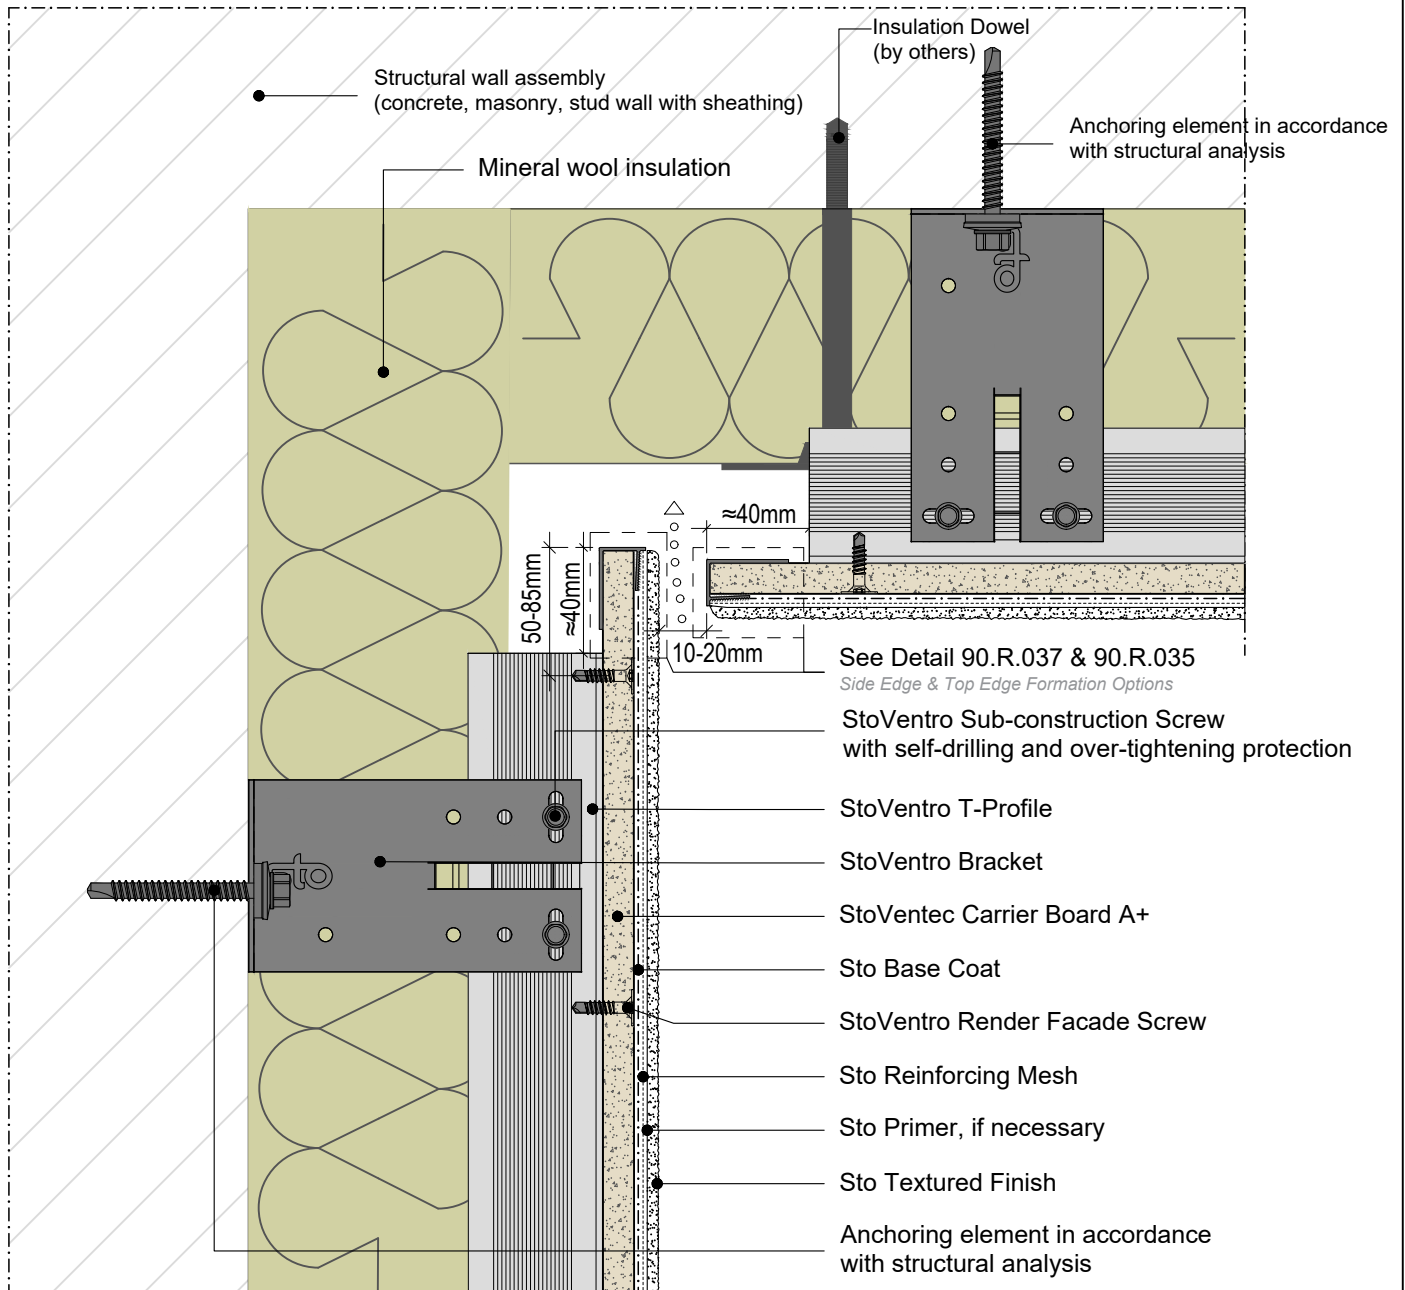 Insulation Dowel
(by others)
Structural wall assembly
(concrete, masonry, stud wall with sheathing)
Anchoring element in accordance
with structural analysis
Mineral wool insulation
sto
≈40mm
50-85mm
≈40mm
10-20mm
See Detail 90.R.037 & 90.R.035
Side Edge & Top Edge Formation Options
StoVentro Sub-construction Screw
with self-drilling and over-tightening protection
StoVentro T-Profile
StoVentro Bracket
sto
StoVentec Carrier Board A+
Sto Base Coat
StoVentro Render Facade Screw
Sto Reinforcing Mesh
Sto Primer, if necessary
Sto Textured Finish
Anchoring element in accordance
with structural analysis